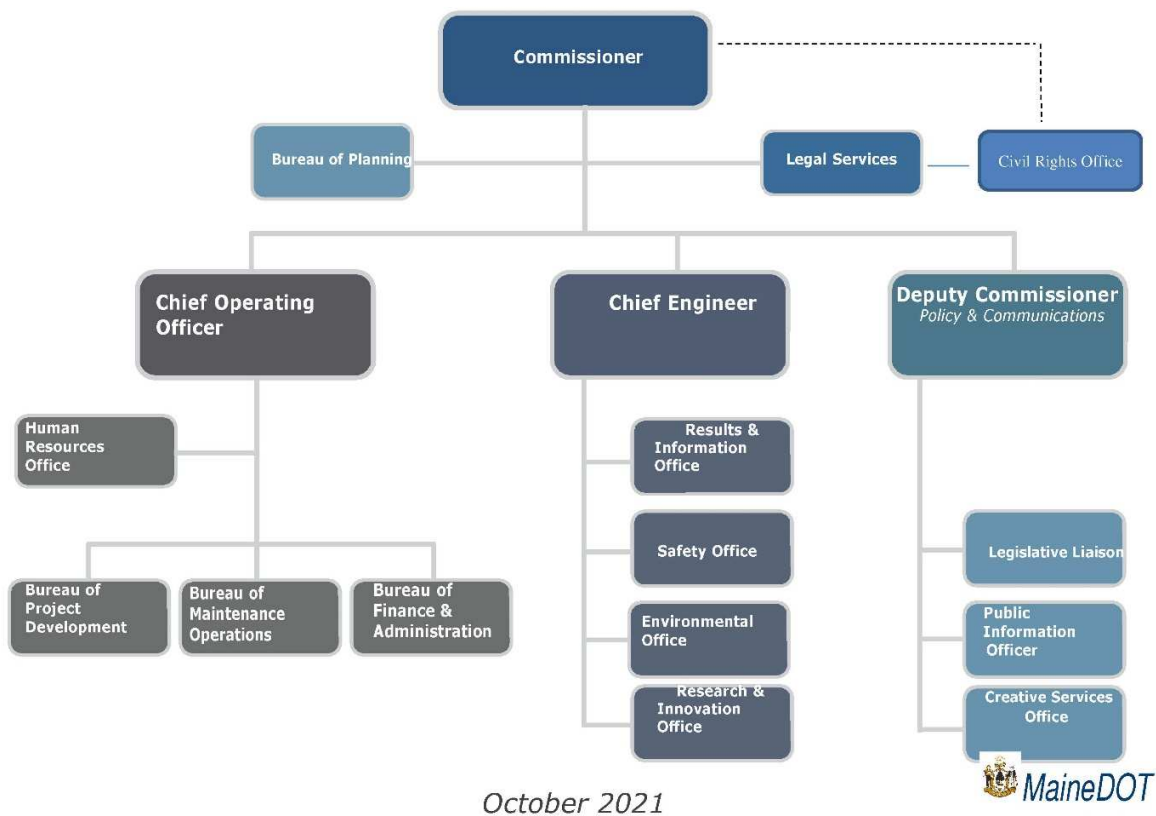 Commissioner
Bureau of Planning
Legal Services
Civil Rights Office
Chief Operating
Officer
Chief Engineer
Deputy Commissioner
Policy & Communications
Human
Resources
Office
Results &
Information
Office
Safety Office
Legislative Liaison
Bureau of
Project
Development
Bureau of
Maintenance
Operations
Bureau of
Finance &
Administration
Environmental
Office
Public
Information
Officer
Research &
Innovation
Office
Creative Services
Office
MaineDOT
October 2021